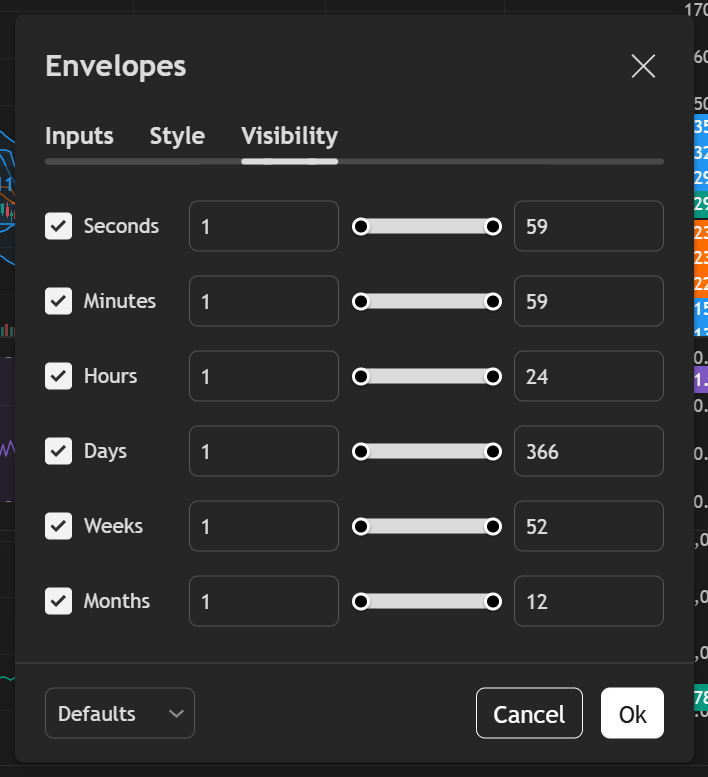 Envelopes
Inputs Style Visibility
Seconds 1 59
Minutes 1 59
Hours 1 24
Days 1 366
Weeks 1 52
Months 1 12
Defaults Cancel Ok
170